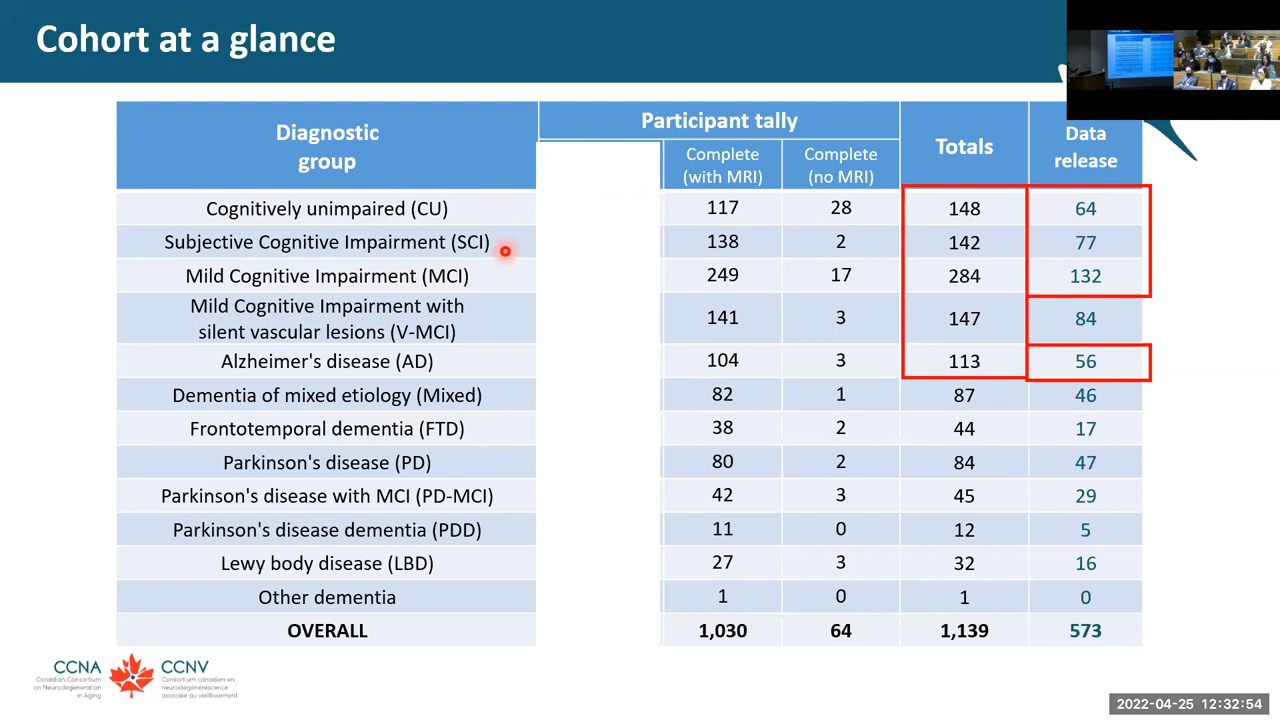 Cohort at a glance
Diagnostic
group
Participant tally
Complete
(with MRI)
Complete
(no MRI)
Totals
Data
release
Cognitively unimpaired (CU) 117 28 148 64
Subjective Cognitive Impairment (SCI) 138 2 142 77
Mild Cognitive Impairment (MCI) 249 17 284 132
Mild Cognitive Impairment with
silent vascular lesions (V-MCI) 141 3 147 84
Alzheimer's disease (AD) 104 3 113 56
Dementia of mixed etiology (Mixed) 82 1 87 46
Frontotemporal dementia (FTD) 38 2 44 17
Parkinson's disease (PD) 80 2 84 47
Parkinson's disease with MCI (PD-MCI) 42 3 45 29
Parkinson's disease dementia (PDD) 11 0 12 5
Lewy body disease (LBD) 27 3 32 16
Other dementia 1 0 1 0
OVERALL 1,030 64 1,139 573
CCNA
Canadian Consortium
on Neurodegeneration
in Aging
CCNV
Consortium canadien en
neurodégénérescence
associée au vieillissement
2022-04-25 12:32:54